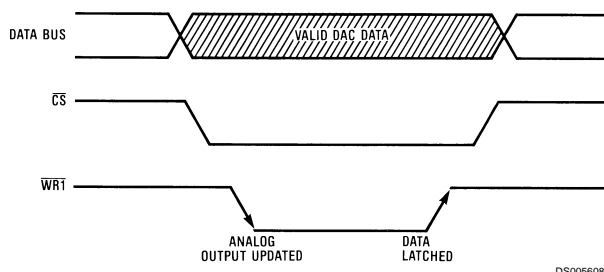 DATA BUS
VALID DAC DATA
CS
WR1
ANALOG
OUTPUT UPDATED
DATA
LATCHED
DS005608